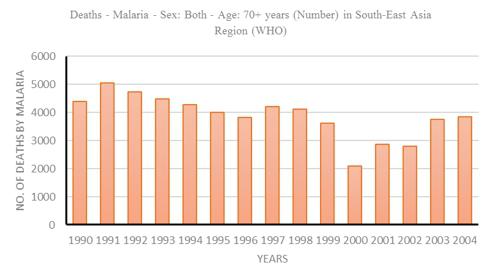 Deaths - Malaria - Sex: Both - Age: 70+ years (Number) in South-East Asia
Region (WHO)
6000
5000
4000
3000
2000
1000
0
NO. OF DEATHS BY MALARIA
1990 1991 1992 1993 1994 1995 1996 1997 1998 1999 2000 2001 2002 2003 2004
YEARS